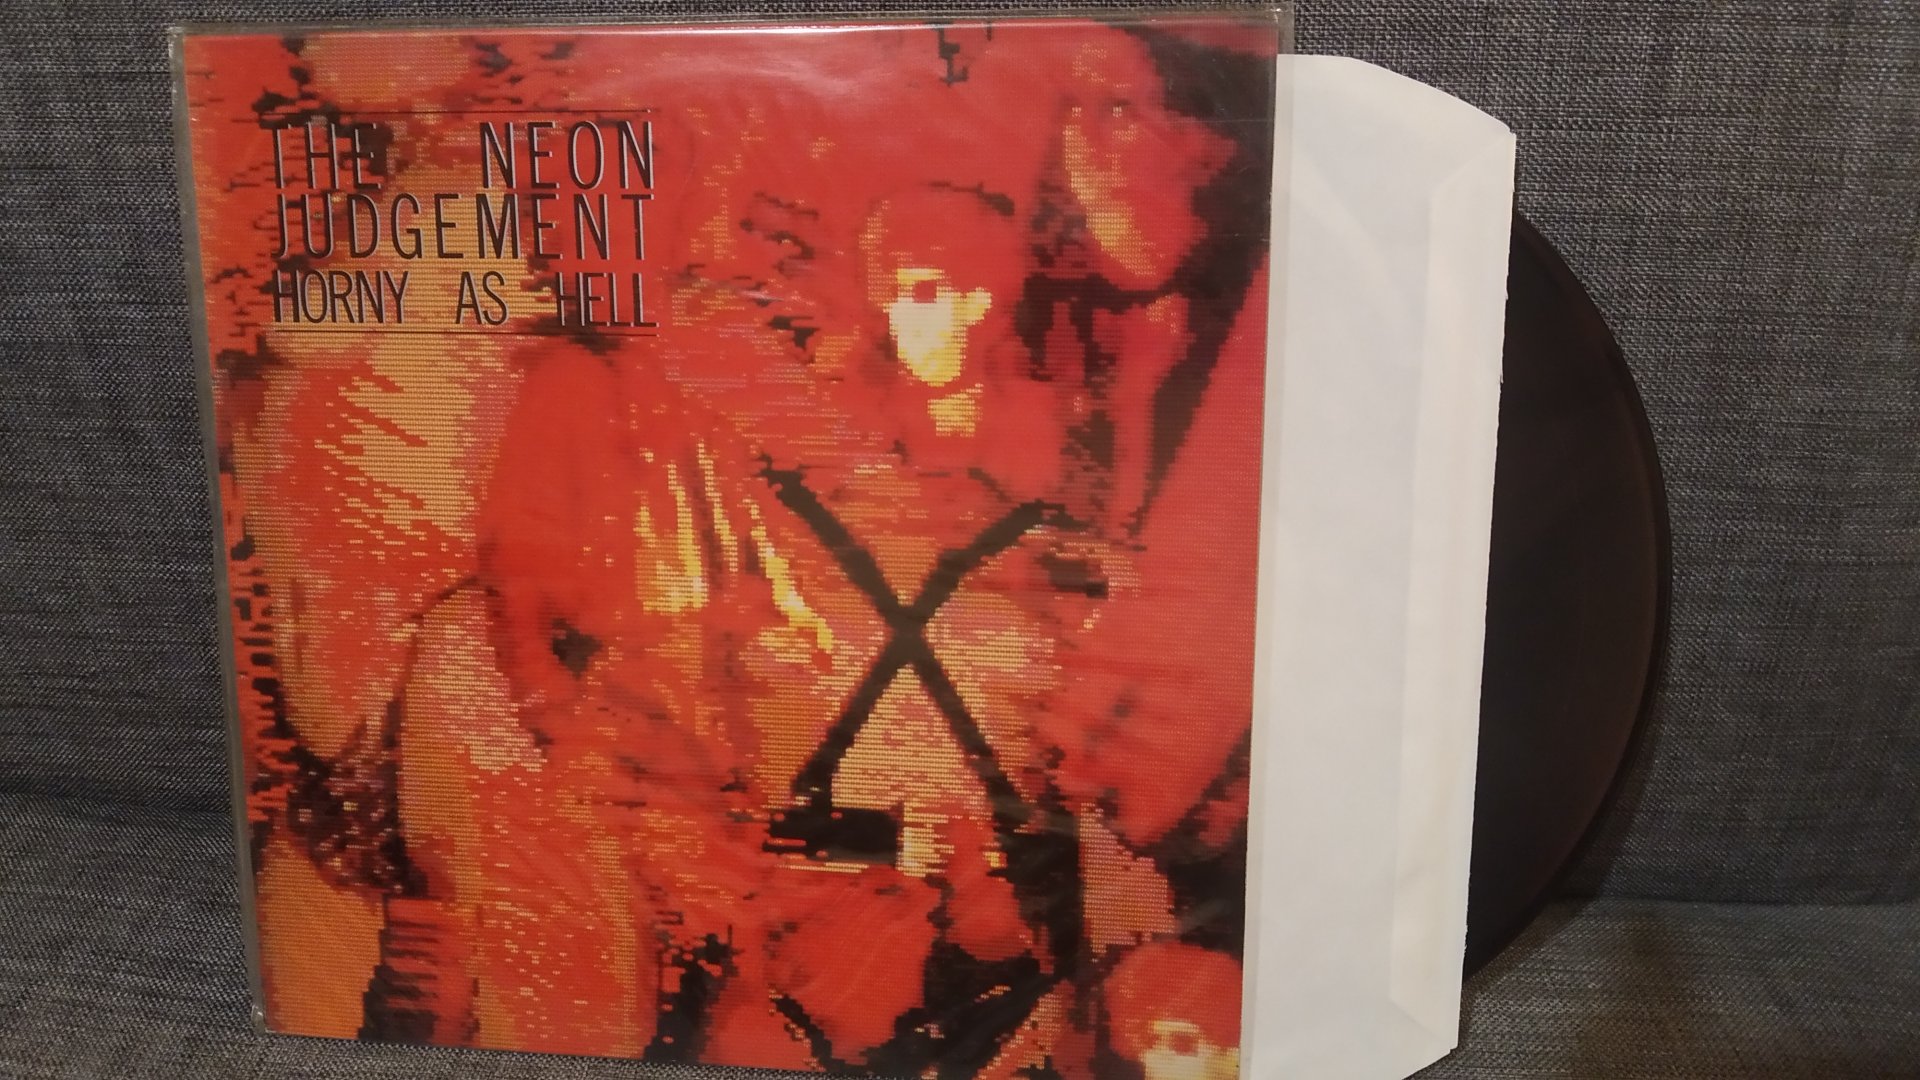 THE NEON
JUDGEMENT
HORNY AS HELL